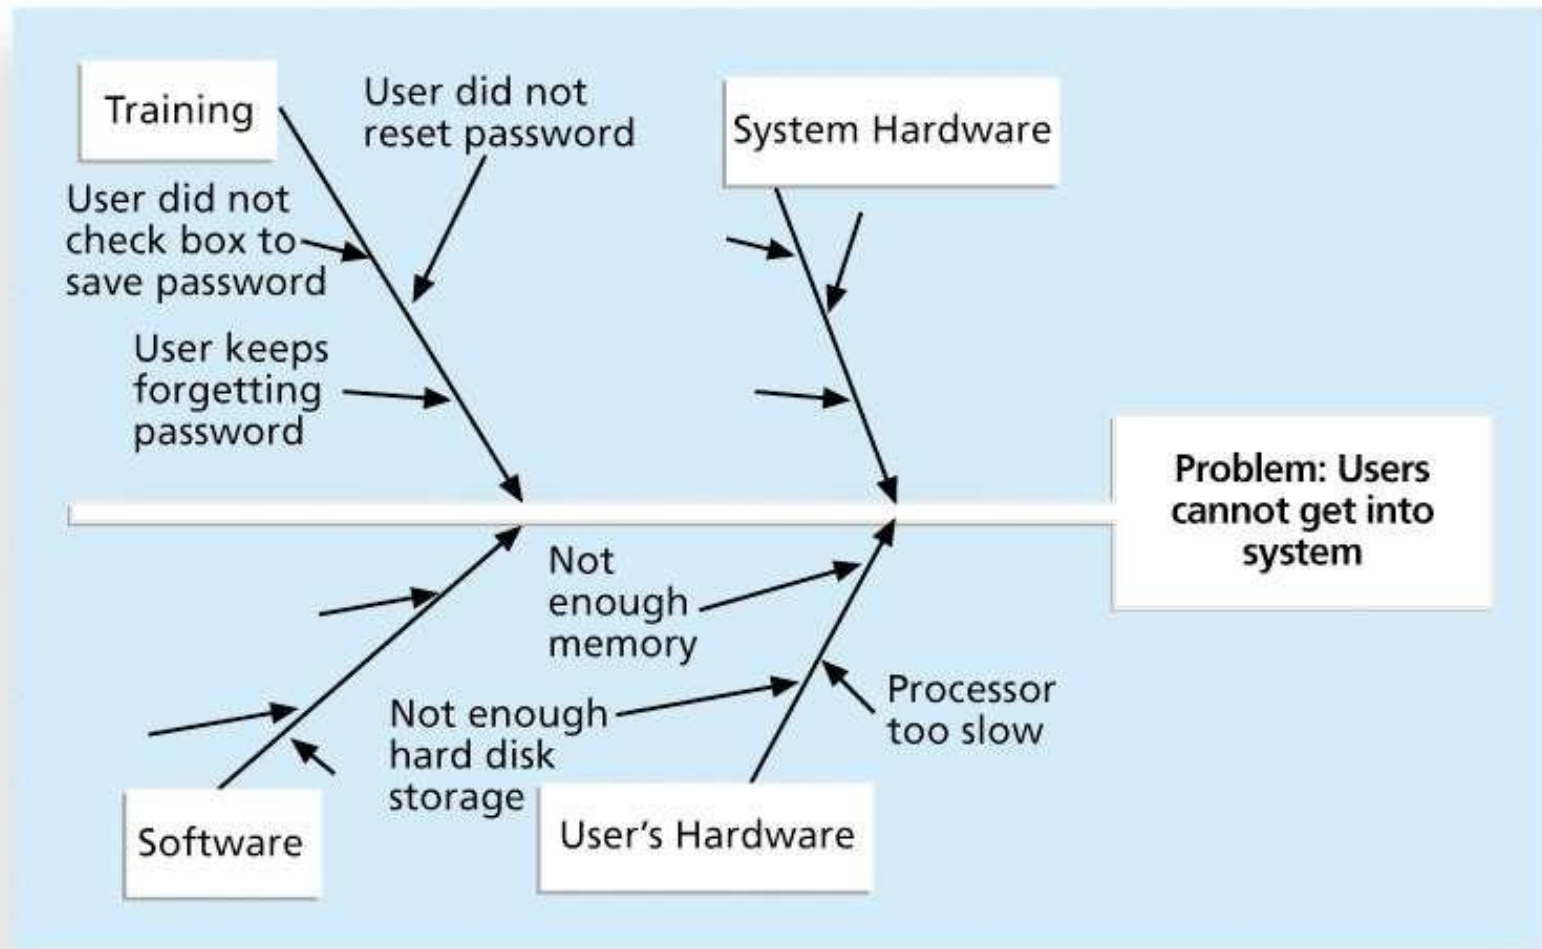 Training
User did not
reset password
System Hardware
User did not
check box to
save password
User keeps
forgetting
password
Problem: Users
cannot get into
system
Not
enough
memory
Not enough
hard disk
storage
Processor
too slow
Software
User’s Hardware